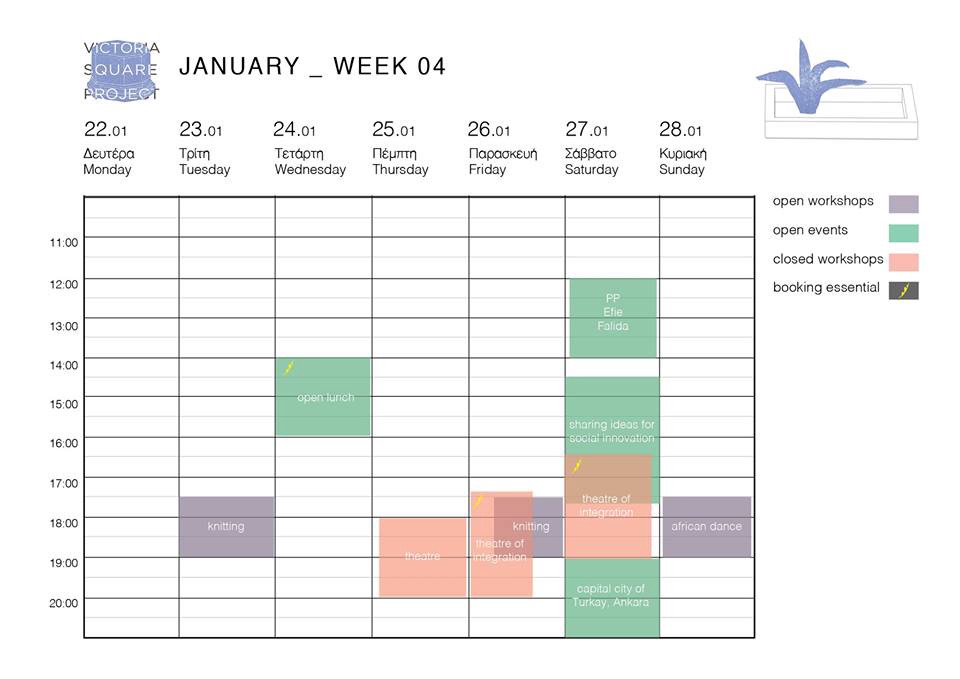 VICTORIA
SQUARE
PROJECT
JANUARY _ WEEK 04
22.01 23.01 24.01 25.01 26.01 27.01 28.01
Δευτέρα Τρίτη Τετάρτη Πέμπτη Παρασκευή Σάββατο Κυριακή
Monday Tuesday Wednesday Thursday Friday Saturday Sunday
open workshops
open events
closed workshops
booking essential
11:00
12:00
PP
Efie
Falida
13:00
14:00
open lunch
15:00
sharing ideas for
social innovation
16:00
17:00
theatre of
integration
knitting
knitting
african dance
18:00
theatre of
integration
theatre
19:00
capital city of
Turkay, Ankara
20:00